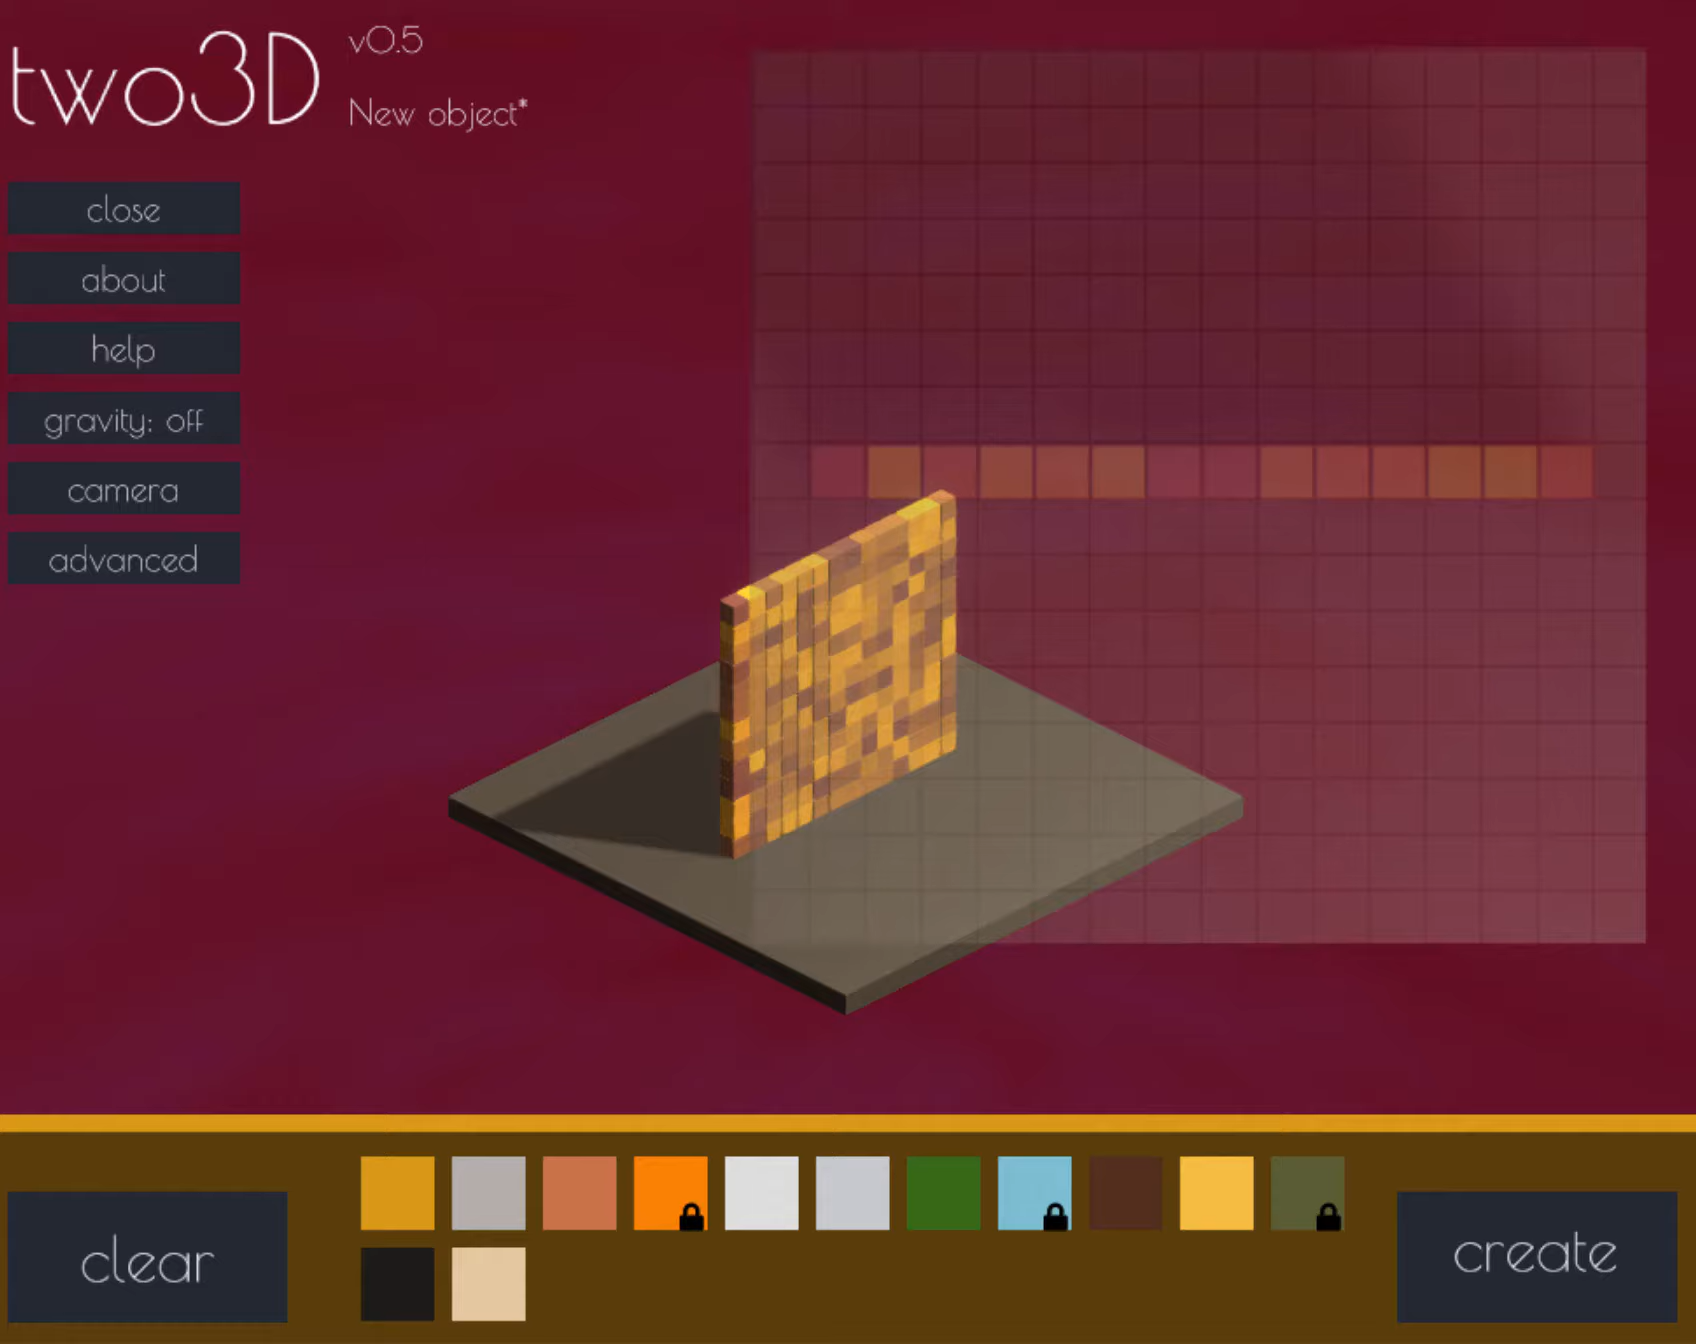 two3D
v0.5
New object*
close
about
help
gravity: off
camera
advanced
clear
create